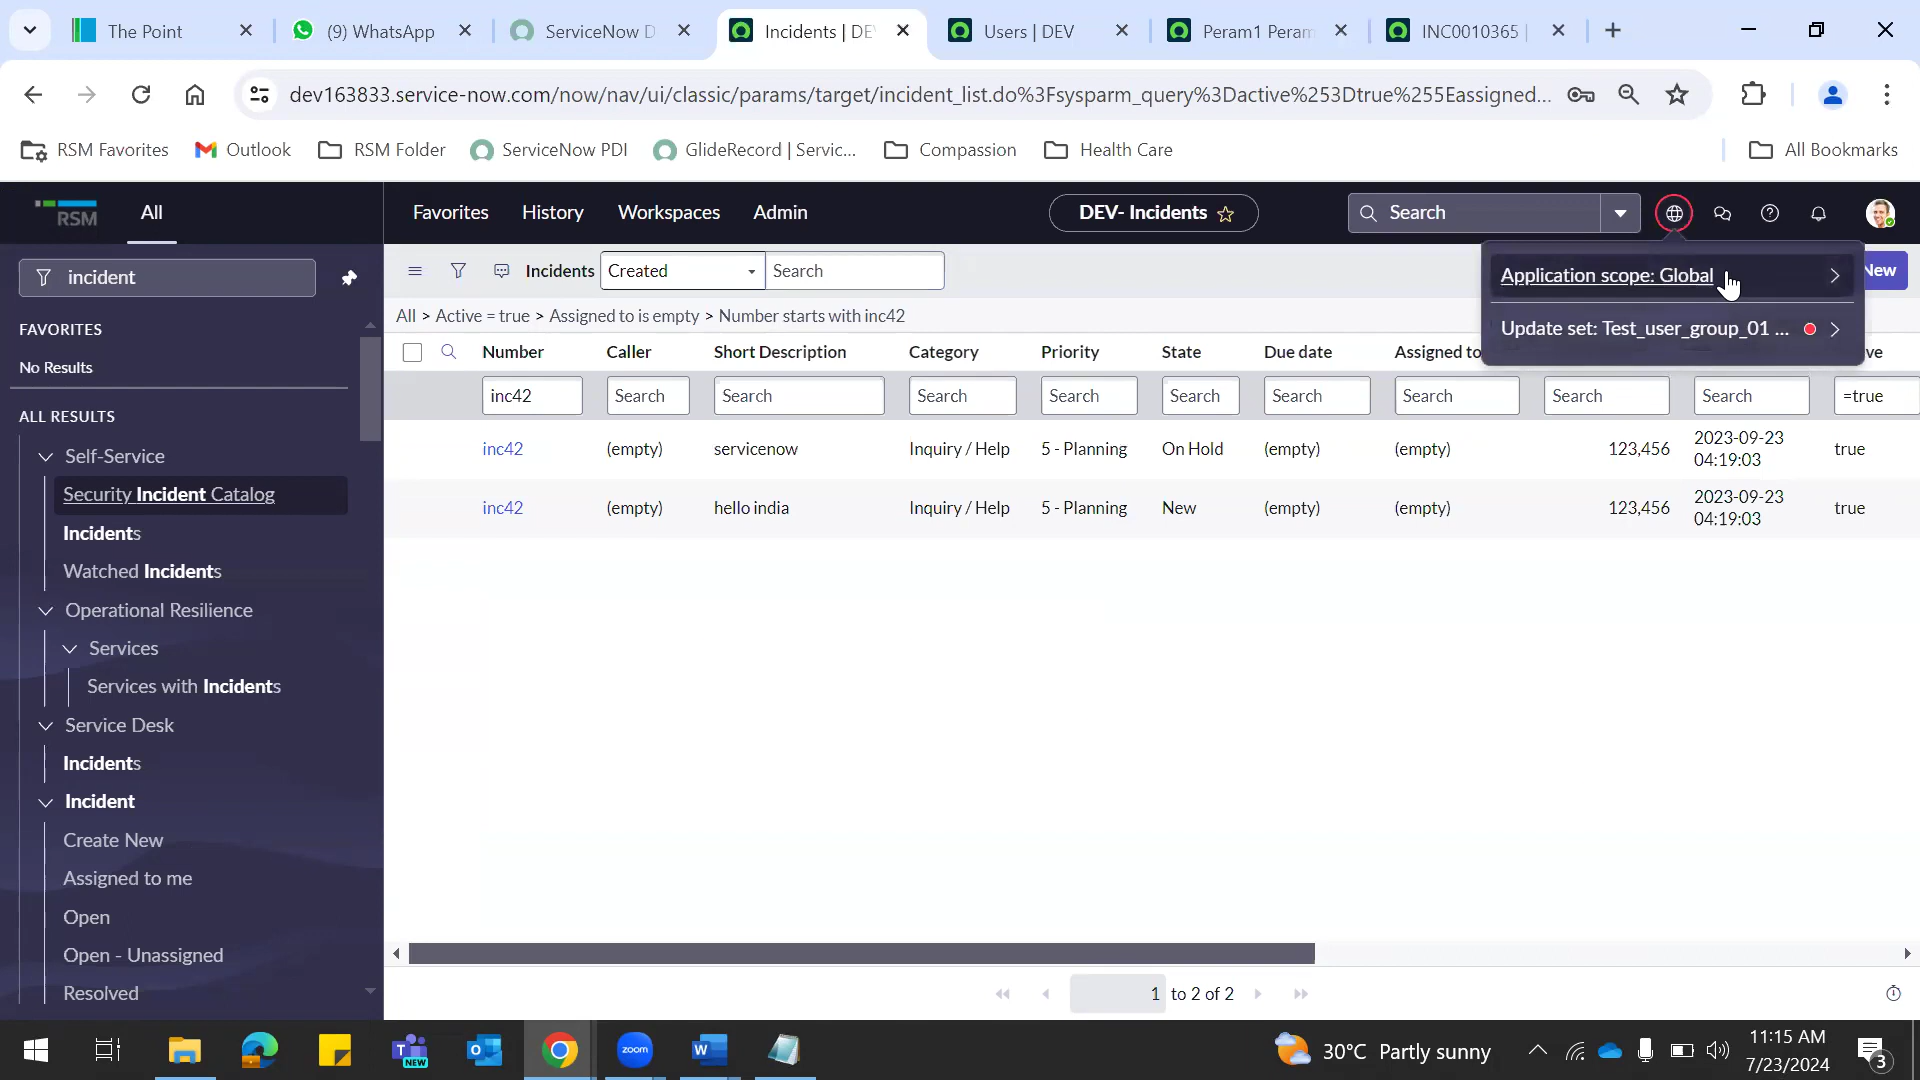 The Point
(9) WhatsApp
ServiceNow D
Incidents | DE
Users | DEV
Peram1 Peram
INC0010365 |
dev163833.service-now.com/now/nav/ui/classic/params/target/incident_list.do%3Fsysparm_query%3Dactive%253Dtrue%255Eassigned...
RSM Favorites
Outlook
RSM Folder
ServiceNow PDI
GlideRecord | Servic...
Compassion
Health Care
All Bookmarks
RSM
All
Favorites
History
Workspaces
Admin
DEV- Incidents
Search
incident
Incidents
Created
Search
Application scope: Global
New
Update set: Test_user_group_01 ...
FAVORITES
No Results
ALL RESULTS
Self-Service
Security Incident Catalog
Incidents
Watched Incidents
Operational Resilience
Services
Services with Incidents
Service Desk
Incidents
Incident
Create New
Assigned to me
Open
Open - Unassigned
Resolved
All > Active = true > Assigned to is empty > Number starts with inc42
Number Caller Short Description Category Priority State Due date Assigned to ve
inc42 Search Search Search Search Search Search Search Search Search =true
inc42 (empty) servicenow Inquiry / Help 5 - Planning On Hold (empty) (empty) 123,456 2023-09-23 04:19:03 true
inc42 (empty) hello india Inquiry / Help 5 - Planning New (empty) (empty) 123,456 2023-09-23 04:19:03 true
1 to 2 of 2
NEW
zoom
30°C Partly sunny
11:15 AM
7/23/2024
3